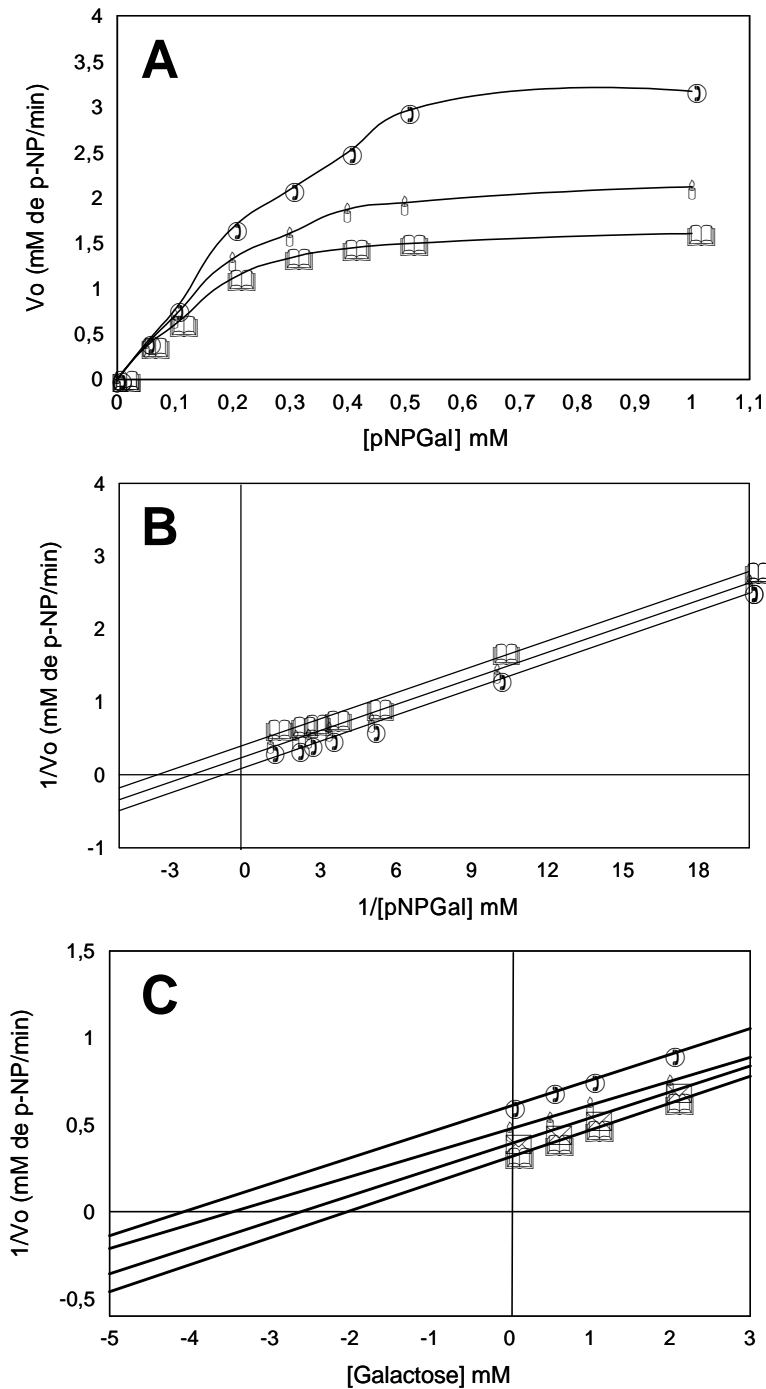 A
4
3,5
3
2,5
2
1,5
1
0,5
0
Vo (mM de p-NP/min)
0 0,1 0,2 0,3 0,4 0,5 0,6 0,7 0,8 0,9 1 1,1
[pNPGal] mM
B
4
3
2
1
0
-1
1/Vo (mM de p-NP/min)
-3 0 3 6 9 12 15 18
1/[pNPGal] mM
C
1,5
1
0,5
0
-0,5
1/Vo (mM de p-NP/min)
-5 -4 -3 -2 -1 0 1 2 3
[Galactose] mM